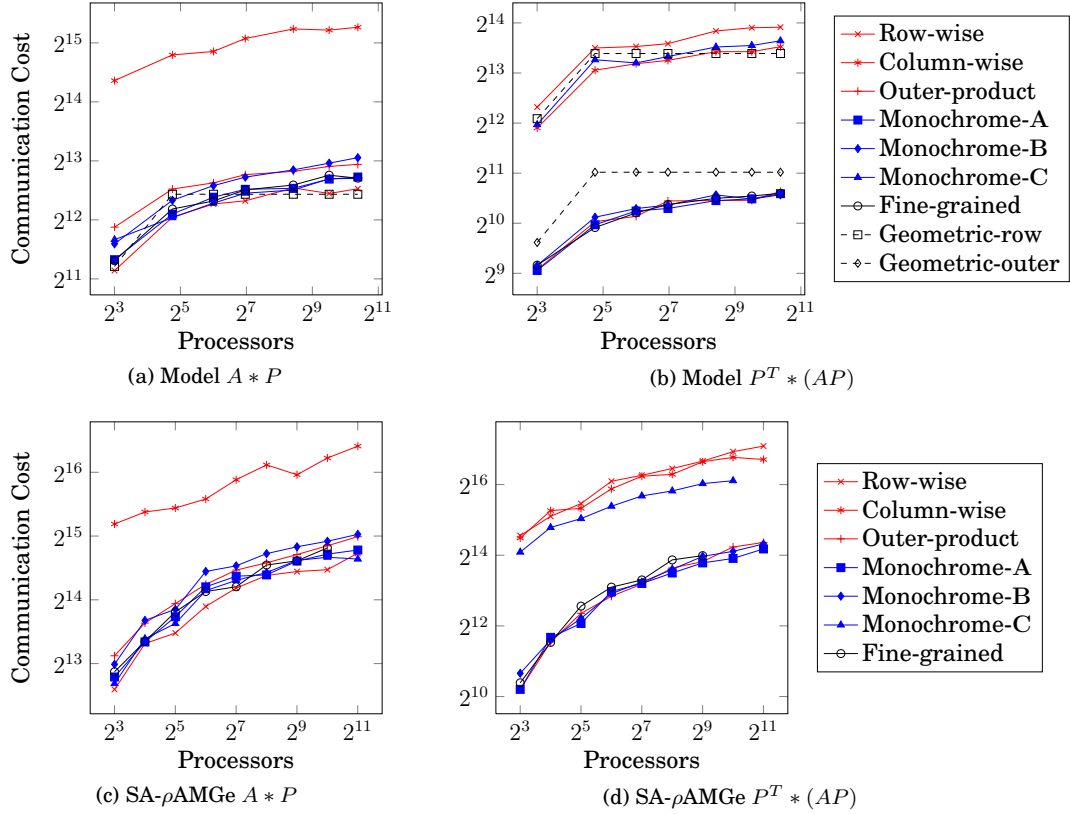 Communication Cost
2^15
2^14
2^13
2^12
2^11
2^3 2^5 2^7 2^9 2^11
Processors
(a) Model A ∗ P
2^14
2^13
2^12
2^11
2^10
2^9
2^3 2^5 2^7 2^9 2^11
Processors
(b) Model P^T ∗ (AP)
Row-wise
Column-wise
Outer-product
Monochrome-A
Monochrome-B
Monochrome-C
Fine-grained
Geometric-row
Geometric-outer
Communication Cost
2^16
2^15
2^14
2^13
2^3 2^5 2^7 2^9 2^11
Processors
(c) SA-ρAMGe A ∗ P
2^16
2^14
2^12
2^10
2^3 2^5 2^7 2^9 2^11
Processors
(d) SA-ρAMGe P^T ∗ (AP)
Row-wise
Column-wise
Outer-product
Monochrome-A
Monochrome-B
Monochrome-C
Fine-grained